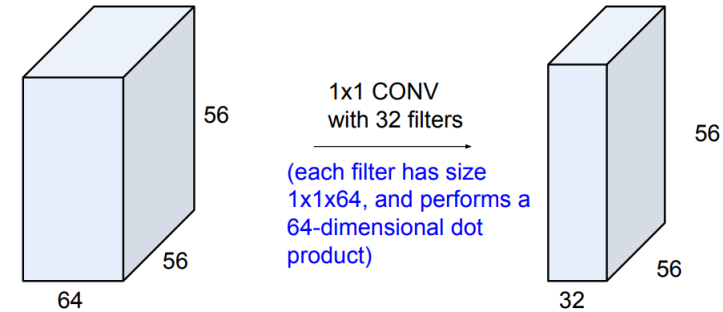 56
56
64
1x1 CONV
with 32 filters
(each filter has size
1x1x64, and performs a
64-dimensional dot
product)
56
56
32